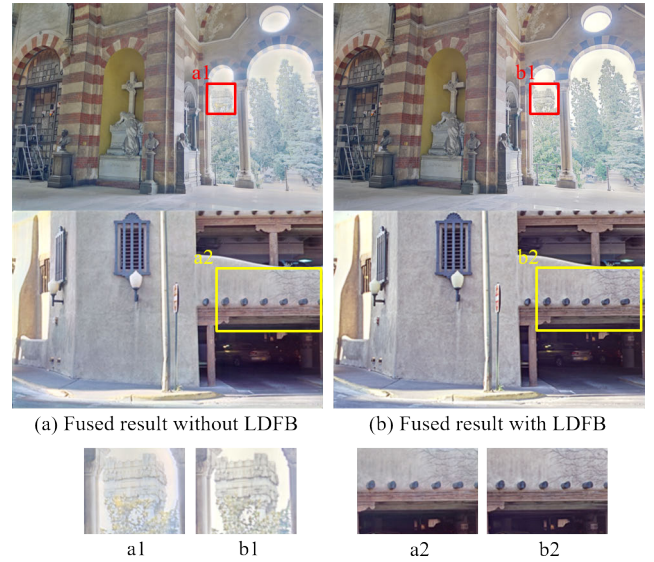 a1
b1
a2
b2
(a) Fused result without LDFB
(b) Fused result with LDFB
a1
b1
a2
b2